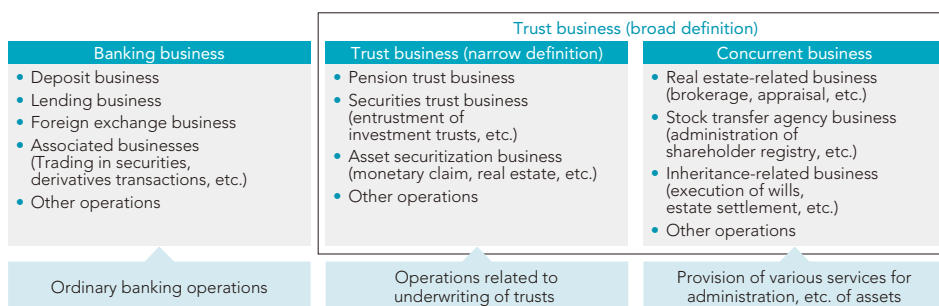 Trust business (broad definition)
Banking business
• Deposit business
• Lending business
• Foreign exchange business
• Associated businesses
(Trading in securities,
derivatives transactions, etc.)
• Other operations
Ordinary banking operations
Trust business (narrow definition)
• Pension trust business
• Securities trust business
(entrustment of
investment trusts, etc.)
• Asset securitization business
(monetary claim, real estate, etc.)
• Other operations
Operations related to
underwriting of trusts
Concurrent business
• Real estate-related business
(brokerage, appraisal, etc.)
• Stock transfer agency business
(administration of
shareholder registry, etc.)
• Inheritance-related business
(execution of wills,
estate settlement, etc.)
• Other operations
Provision of various services for
administration, etc. of assets